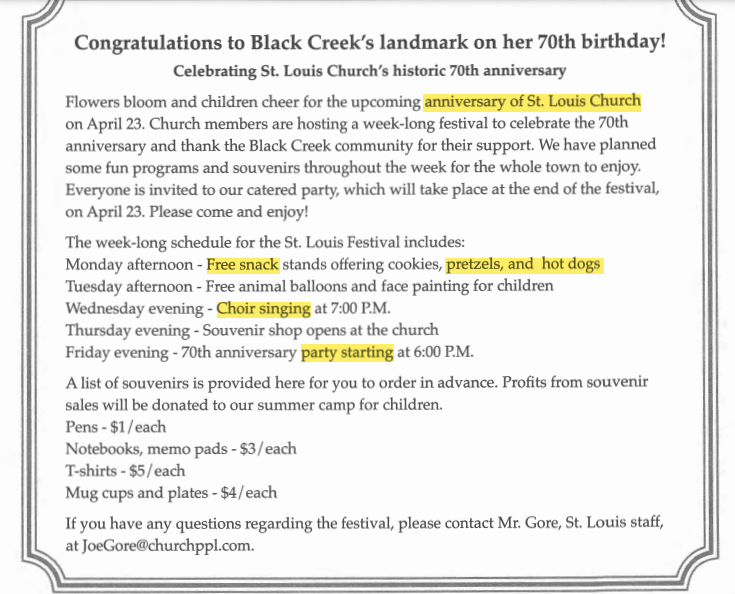 Congratulations to Black Creek's landmark on her 70th birthday!
Celebrating St. Louis Church's historic 70th anniversary
Flowers bloom and children cheer for the upcoming anniversary of St. Louis Church
on April 23. Church members are hosting a week-long festival to celebrate the 70th
anniversary and thank the Black Creek community for their support. We have planned
some fun programs and souvenirs throughout the week for the whole town to enjoy.
Everyone is invited to our catered party, which will take place at the end of the festival,
on April 23. Please come and enjoy!
The week-long schedule for the St. Louis Festival includes:
Monday afternoon - Free snack stands offering cookies, pretzels, and hot dogs
Tuesday afternoon - Free animal balloons and face painting for children
Wednesday evening - Choir singing at 7:00 P.M.
Thursday evening - Souvenir shop opens at the church
Friday evening - 70th anniversary party starting at 6:00 P.M.
A list of souvenirs is provided here for you to order in advance. Profits from souvenir
sales will be donated to our summer camp for children.
Pens - $1/each
Notebooks, memo pads - $3/each
T-shirts - $5/each
Mug cups and plates - $4/each
If you have any questions regarding the festival, please contact Mr. Gore, St. Louis staff,
at JoeGore@churchppl.com.